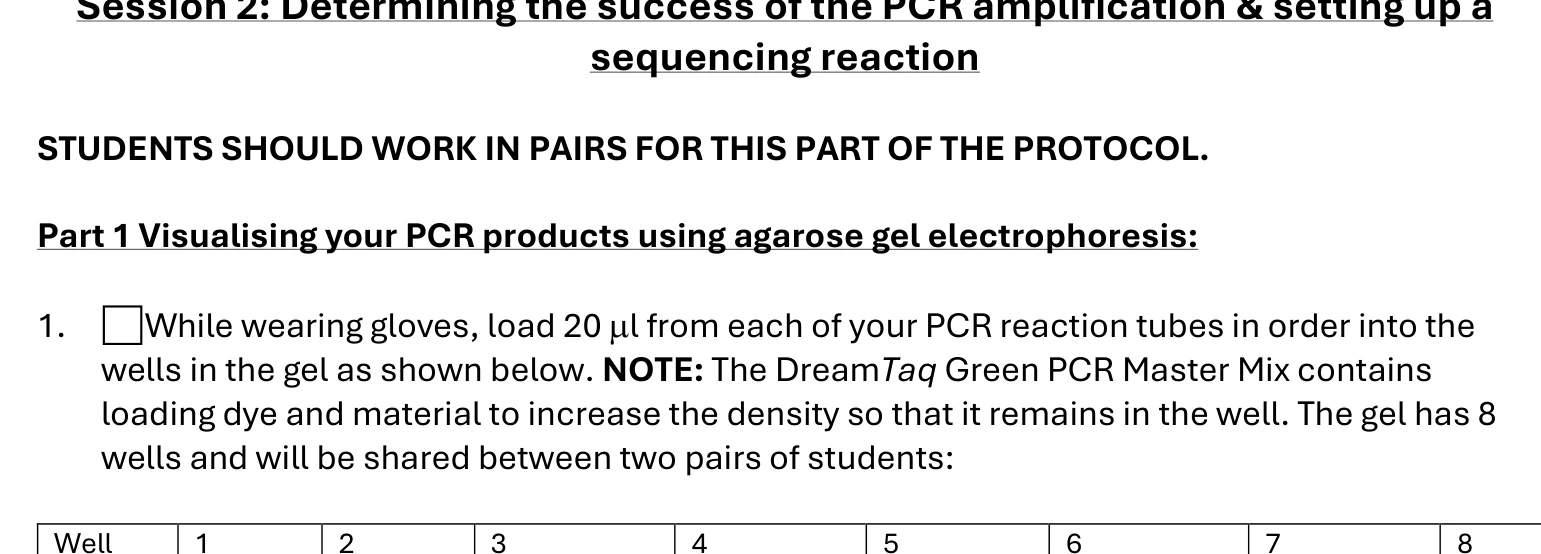 Session 2: Determining the success of the PCR amplification & setting up a
sequencing reaction
STUDENTS SHOULD WORK IN PAIRS FOR THIS PART OF THE PROTOCOL.
Part 1 Visualising your PCR products using agarose gel electrophoresis:
1. While wearing gloves, load 20 µl from each of your PCR reaction tubes in order into the
wells in the gel as shown below. NOTE: The DreamTaq Green PCR Master Mix contains
loading dye and material to increase the density so that it remains in the well. The gel has 8
wells and will be shared between two pairs of students:
Well 1 2 3 4 5 6 7 8